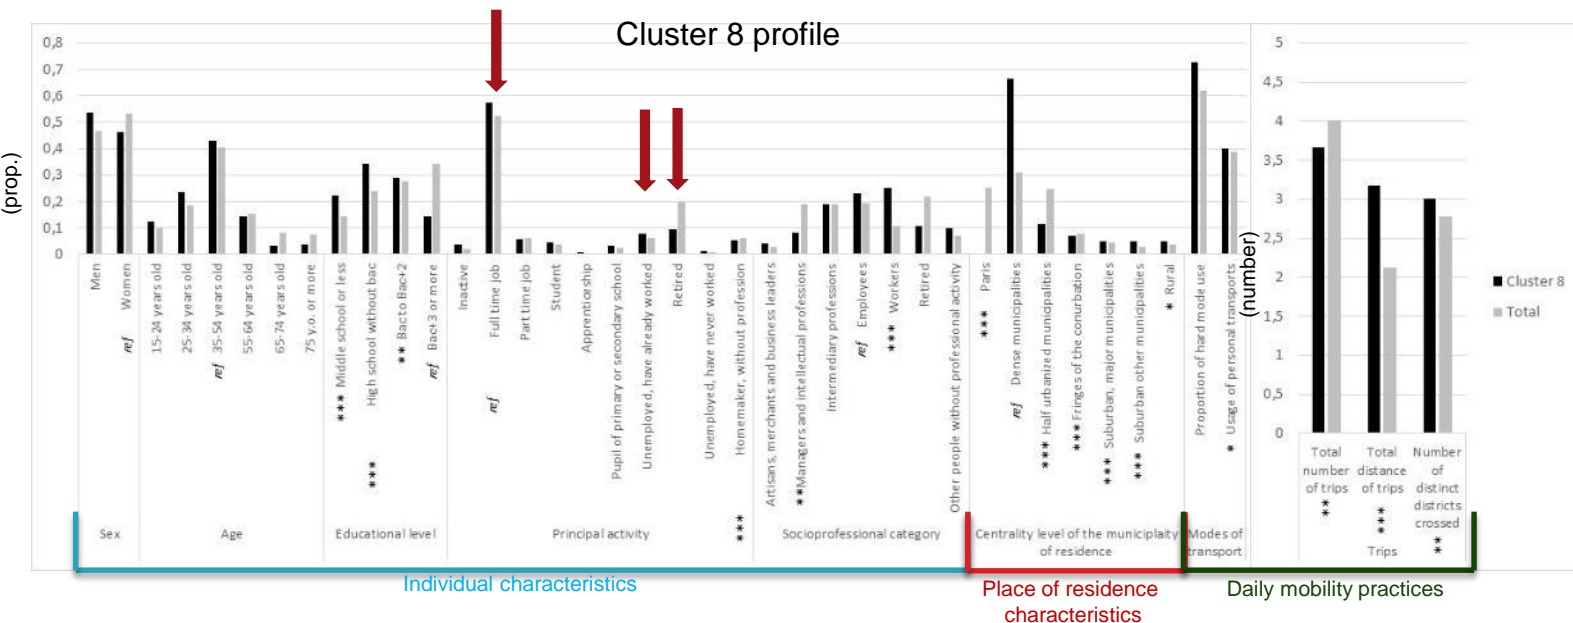 Cluster 8 profile
(prop.)
0,8
0,7
0,6
0,5
0,4
0,3
0,2
0,1
0
Men
ref Women
15-24 years old
25-34 years old
ref 35-54 years old
55-64 years old
65-74 years old
75 y.o. or more
*** Middle school or less
*** High school without bac
** Bac to Bac+2
ref Bac+3 or more
Inactive
ref Full time job
Part time job
Student
Apprenticeship
Pupil of primary or secondary school
Unemployed, have already worked
Retired
Unemployed, have never worked
*** Homemaker, without profession
Artisans, merchants and business leaders
** Managers and intellectual professions
Intermediary professions
ref Employees
*** Workers
Retired
Other people without professional activity
*** Paris
ref Dense municipalities
*** Half urbanized municipalities
*** Fringes of the conurbation
*** Suburban, major municipalities
*** Suburban other municipalities
* Rural
Proportion of hard mode use
* Usage of personal transports
Sex
Age
Educational level
Principal activity
Socioprofessional category
Centrality level of the municiplaity
of residence
Modes of
transport
(number)
5
4,5
4
3,5
3
2,5
2
1,5
1
0,5
0
Total
number
of trips
**
Total
distance
of trips
***
Number
of
distinct
districts
crossed
**
Trips
Cluster 8
Total
Individual characteristics
Place of residence
characteristics
Daily mobility practices